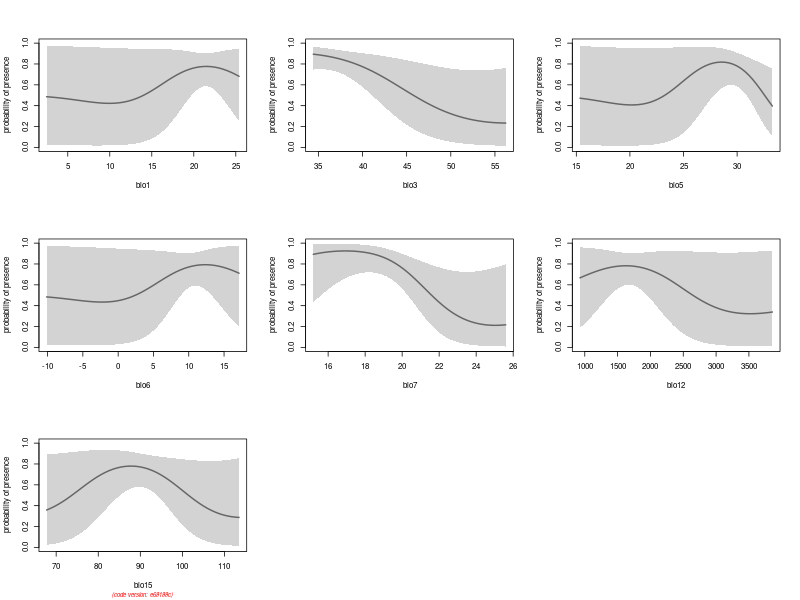 probability of presence
0.0 0.2 0.4 0.6 0.8 1.0
5 10 15 20 25
bio1
probability of presence
0.0 0.2 0.4 0.6 0.8 1.0
35 40 45 50 55
bio3
probability of presence
0.0 0.2 0.4 0.6 0.8 1.0
15 20 25 30
bio5
probability of presence
0.0 0.2 0.4 0.6 0.8 1.0
-10 -5 0 5 10 15
bio6
probability of presence
0.0 0.2 0.4 0.6 0.8 1.0
16 18 20 22 24 26
bio7
probability of presence
0.0 0.2 0.4 0.6 0.8 1.0
1000 1500 2000 2500 3000 3500
bio12
probability of presence
0.0 0.2 0.4 0.6 0.8 1.0
70 80 90 100 110
bio15
(code version: e69189c)